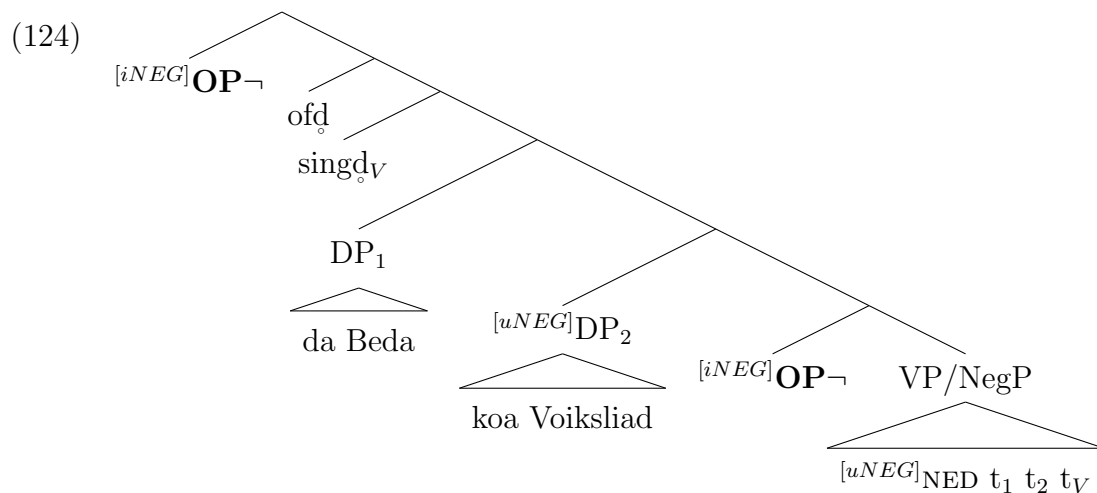 (124)
[iNEG]OP¬
ofd̥
singd̥V
DP1
da Beda
[uNEG]DP2
koa Voiksliad
[iNEG]OP¬
VP/NegP
[uNEG]NED t1 t2 tV